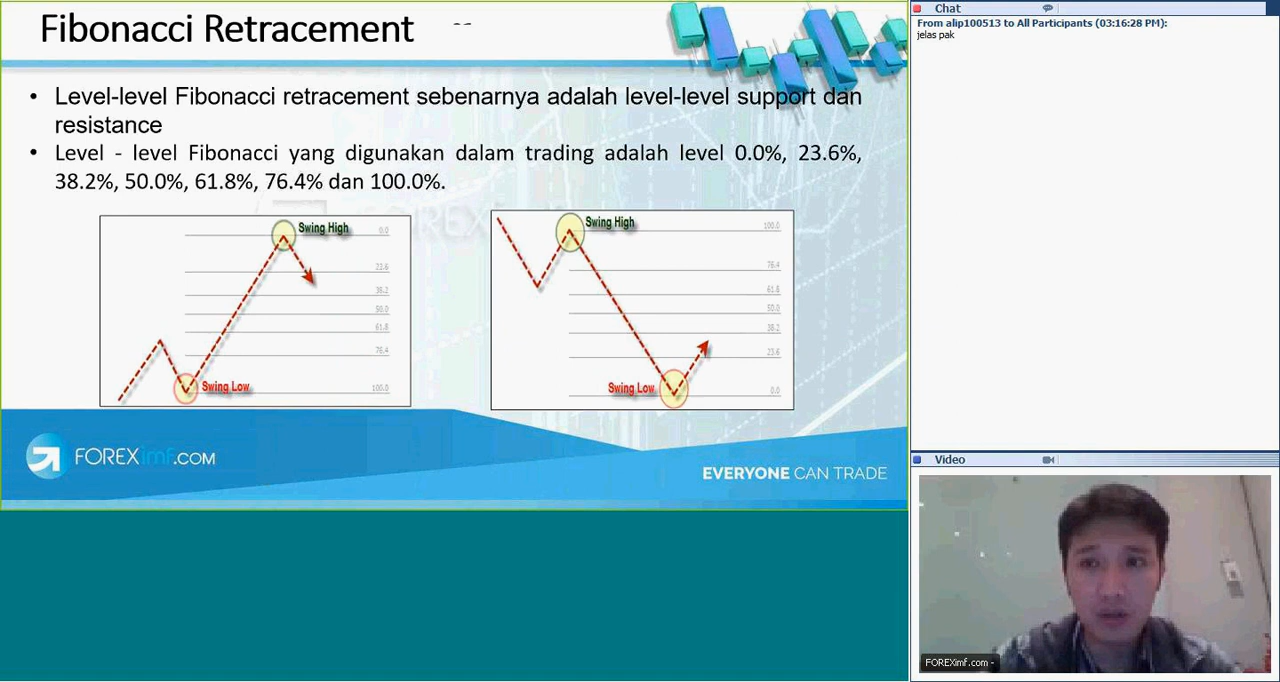 Fibonacci Retracement
• Level-level Fibonacci retracement sebenarnya adalah level-level support dan
resistance
• Level - level Fibonacci yang digunakan dalam trading adalah level 0.0%, 23.6%,
38.2%, 50.0%, 61.8%, 76.4% dan 100.0%.
Swing High
0.0
23.6
38.2
50.0
61.8
76.4
100.0
Swing Low
Swing High
100.0
76.4
61.8
50.0
38.2
23.6
0.0
Swing Low
FOREXimf.COM
EVERYONE CAN TRADE
Chat
From alip100513 to All Participants (03:16:28 PM):
jelas pak
Video
FOREXimf.com -